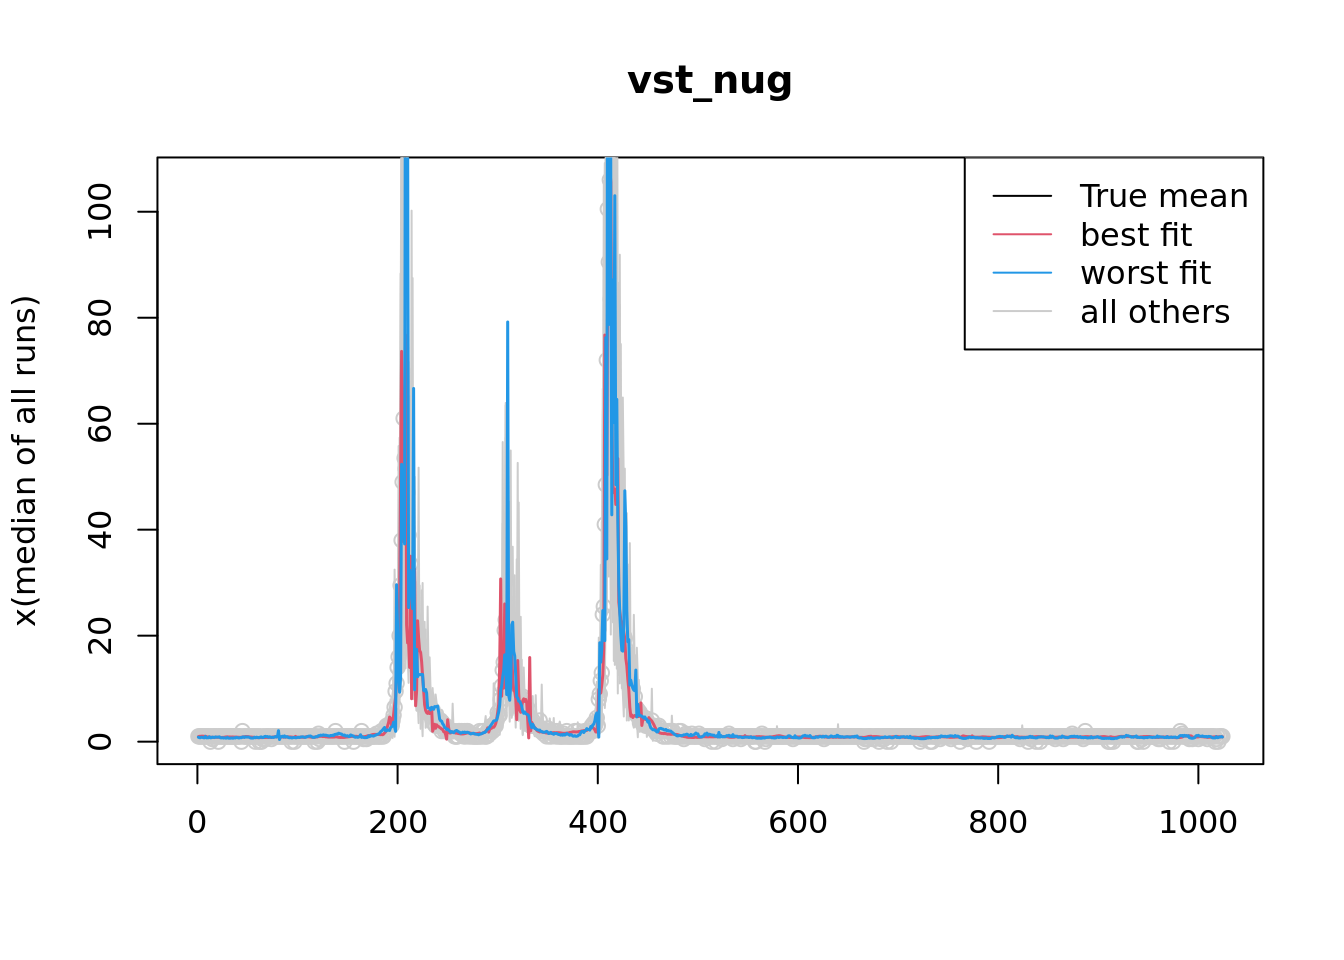 vst_nug
x(median of all runs)
100
80
60
40
20
0
True mean
best fit
worst fit
all others
0 200 400 600 800 1000